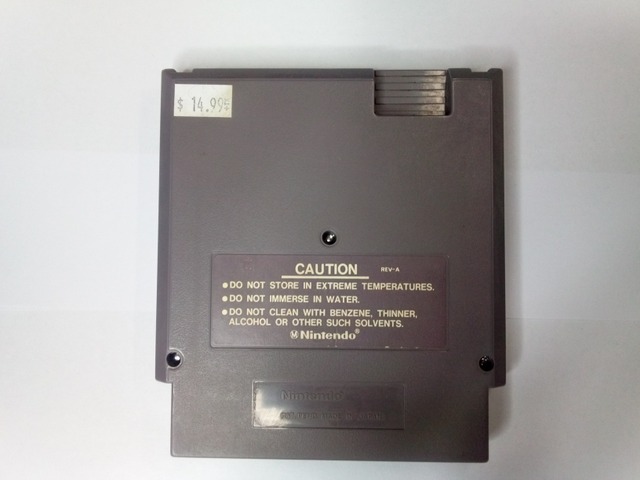 $ 14.99
CAUTION REV-A
● DO NOT STORE IN EXTREME TEMPERATURES.
● DO NOT IMMERSE IN WATER.
● DO NOT CLEAN WITH BENZENE, THINNER,
ALCOHOL OR OTHER SUCH SOLVENTS.
Ⓜ Nintendo®
Nintendo